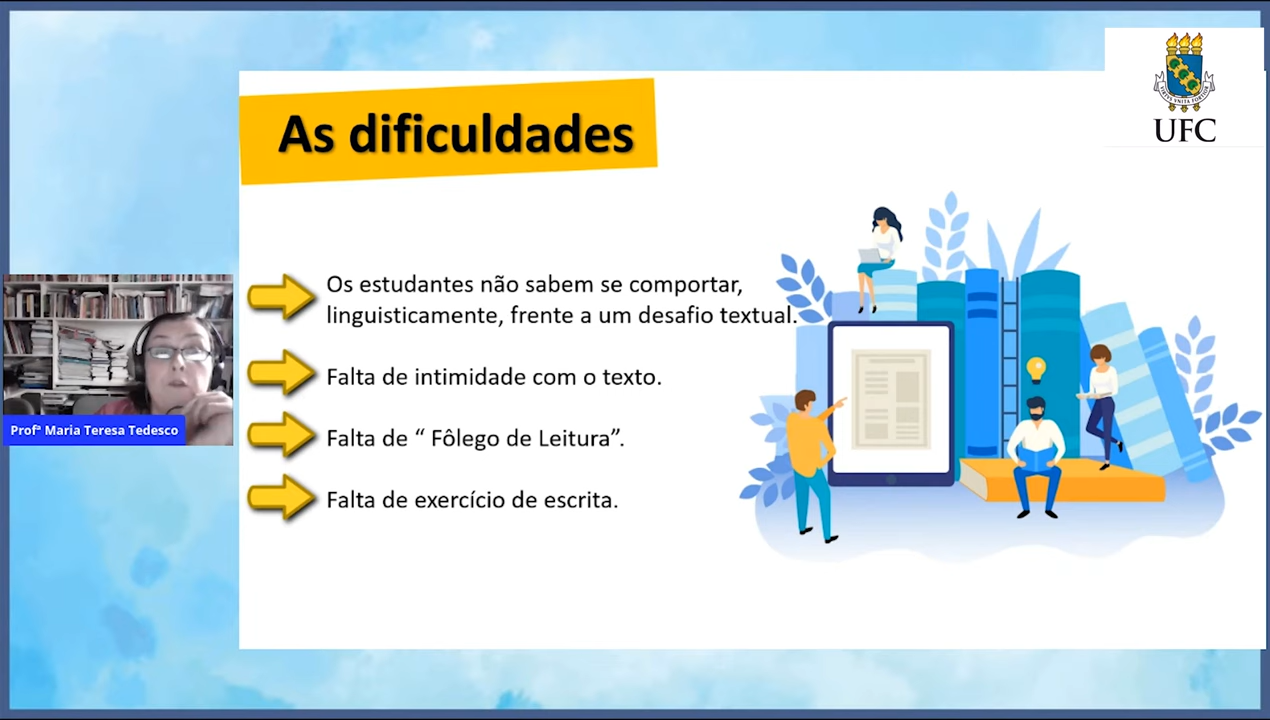 As dificuldades
UFC
Os estudantes não sabem se comportar,
linguisticamente, frente a um desafio textual.
Falta de intimidade com o texto.
Falta de “ Fôlego de Leitura”.
Falta de exercício de escrita.
Profª Maria Teresa Tedesco